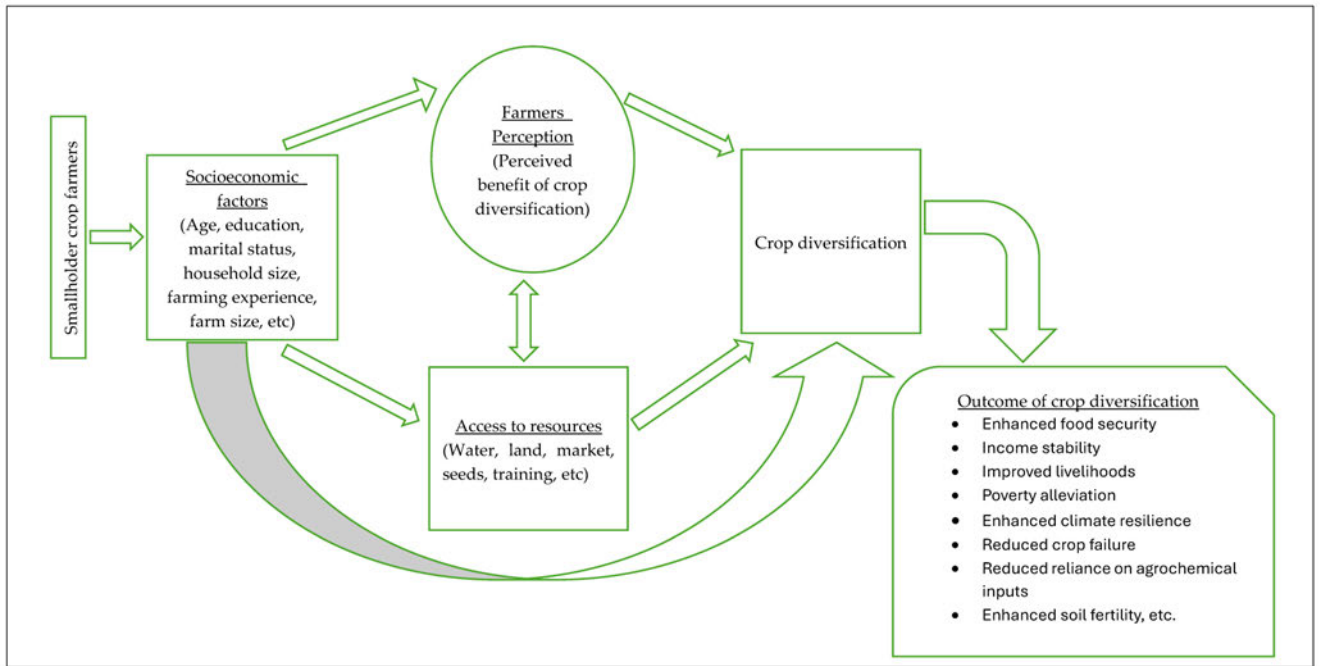 Smallholder crop farmers
Socioeconomic
factors
(Age, education,
marital status,
household size,
farming experience,
farm size, etc)
Farmers
Perception
(Perceived
benefit of crop
diversification)
Access to resources
(Water, land, market,
seeds, training, etc)
Crop diversification
Outcome of crop diversification
• Enhanced food security
• Income stability
• Improved livelihoods
• Poverty alleviation
• Enhanced climate resilience
• Reduced crop failure
• Reduced reliance on agrochemical
inputs
• Enhanced soil fertility, etc.